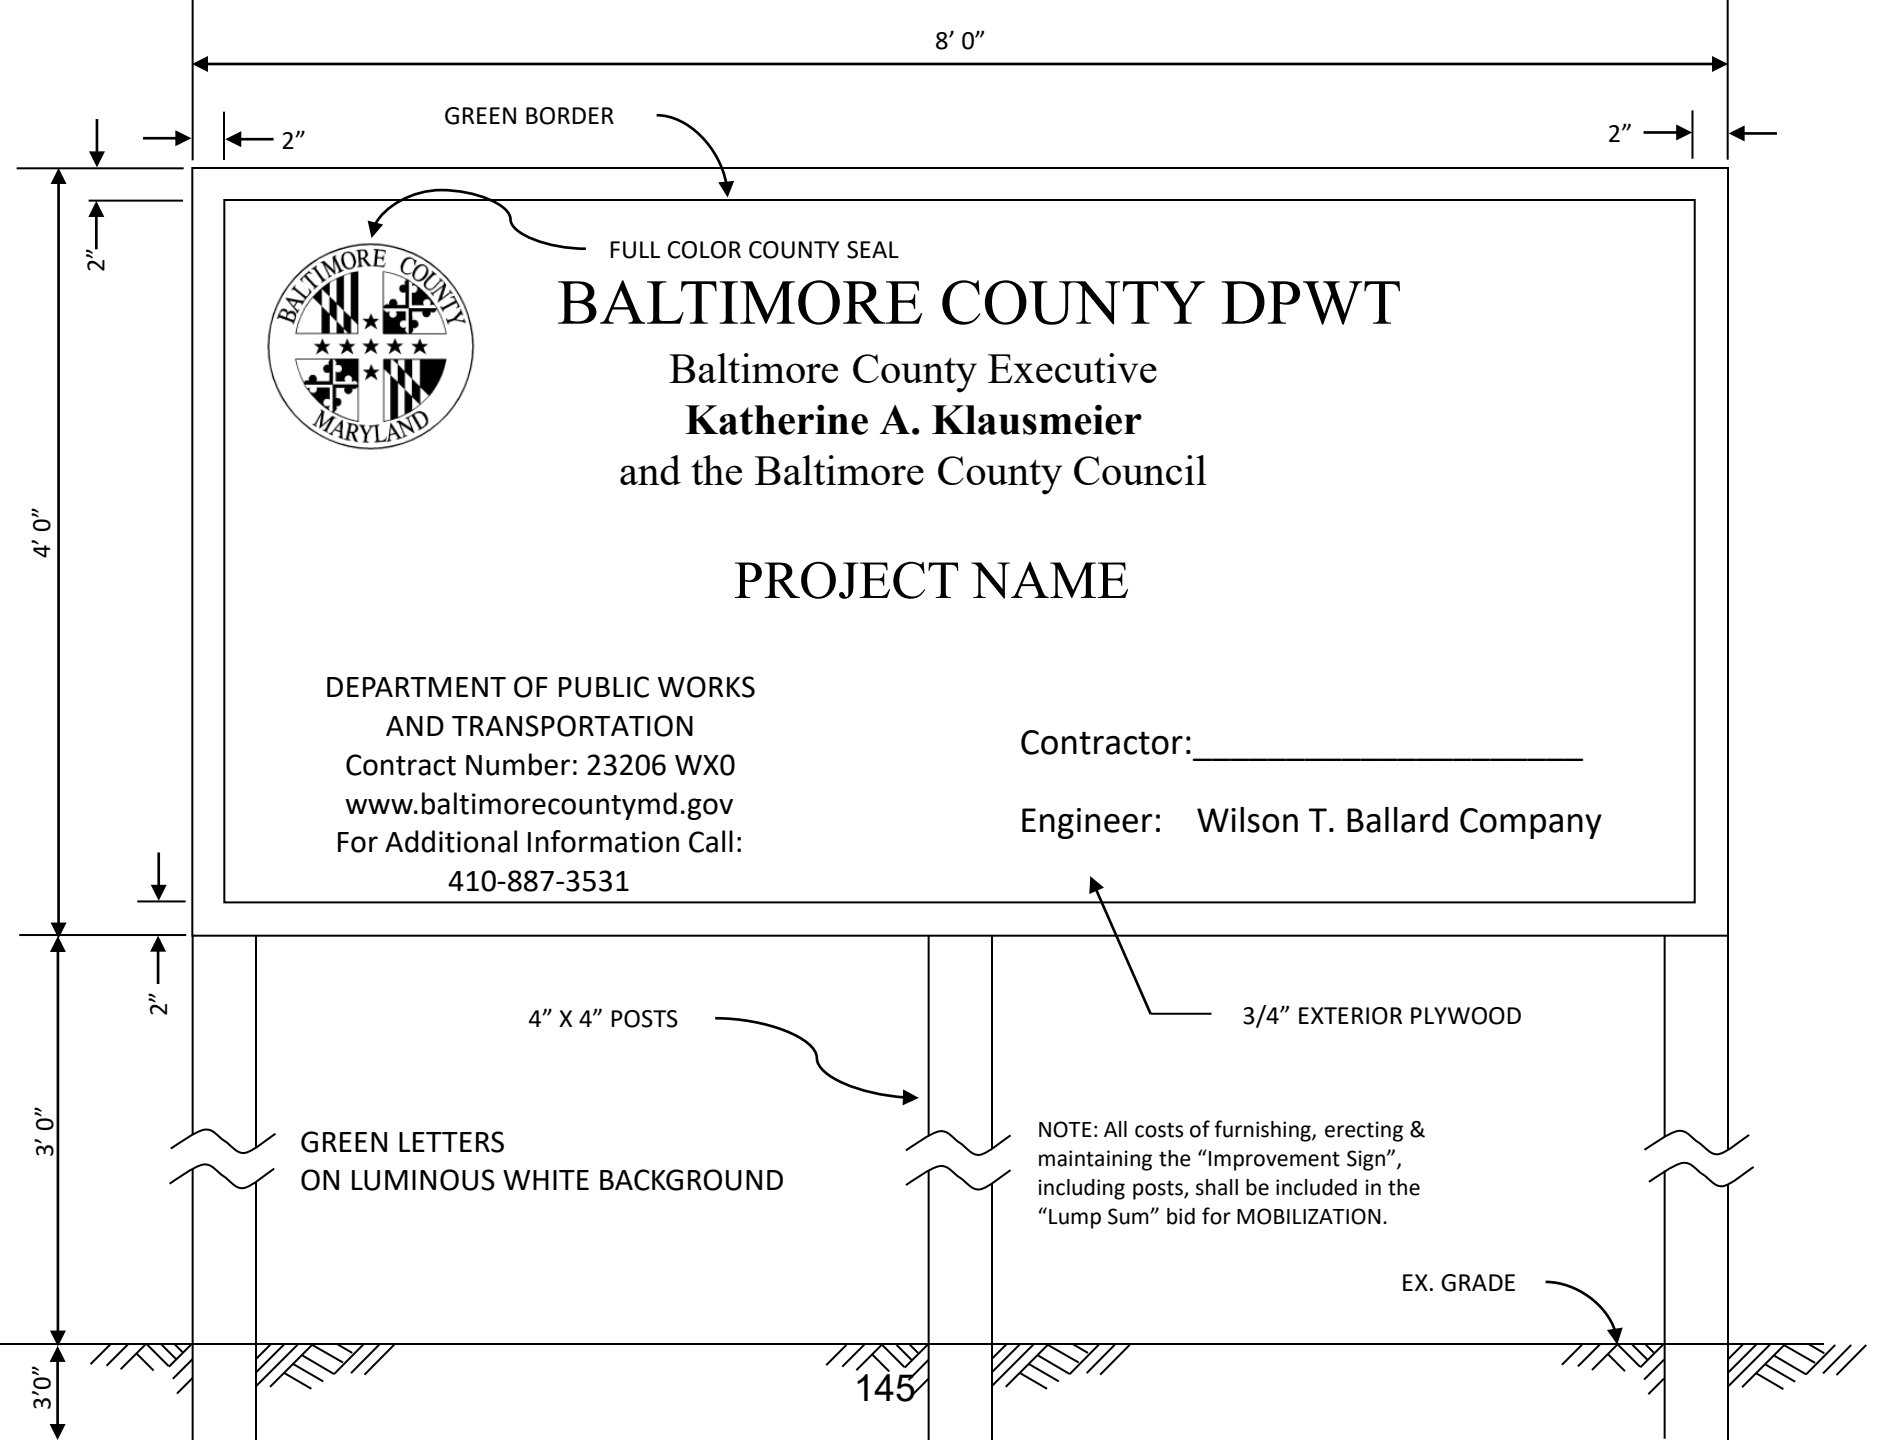 8’ 0”
GREEN BORDER
2”
2”
2”
FULL COLOR COUNTY SEAL
BALTIMORE COUNTY
MARYLAND
BALTIMORE COUNTY DPWT
Baltimore County Executive
Katherine A. Klausmeier
and the Baltimore County Council
4’ 0”
PROJECT NAME
DEPARTMENT OF PUBLIC WORKS
AND TRANSPORTATION
Contract Number: 23206 WX0
www.baltimorecountymd.gov
For Additional Information Call:
410-887-3531
Contractor:_____________________
Engineer: Wilson T. Ballard Company
2”
4” X 4” POSTS
3/4” EXTERIOR PLYWOOD
3’ 0”
GREEN LETTERS
ON LUMINOUS WHITE BACKGROUND
NOTE: All costs of furnishing, erecting &
maintaining the “Improvement Sign”,
including posts, shall be included in the
“Lump Sum” bid for MOBILIZATION.
EX. GRADE
3’0”
145